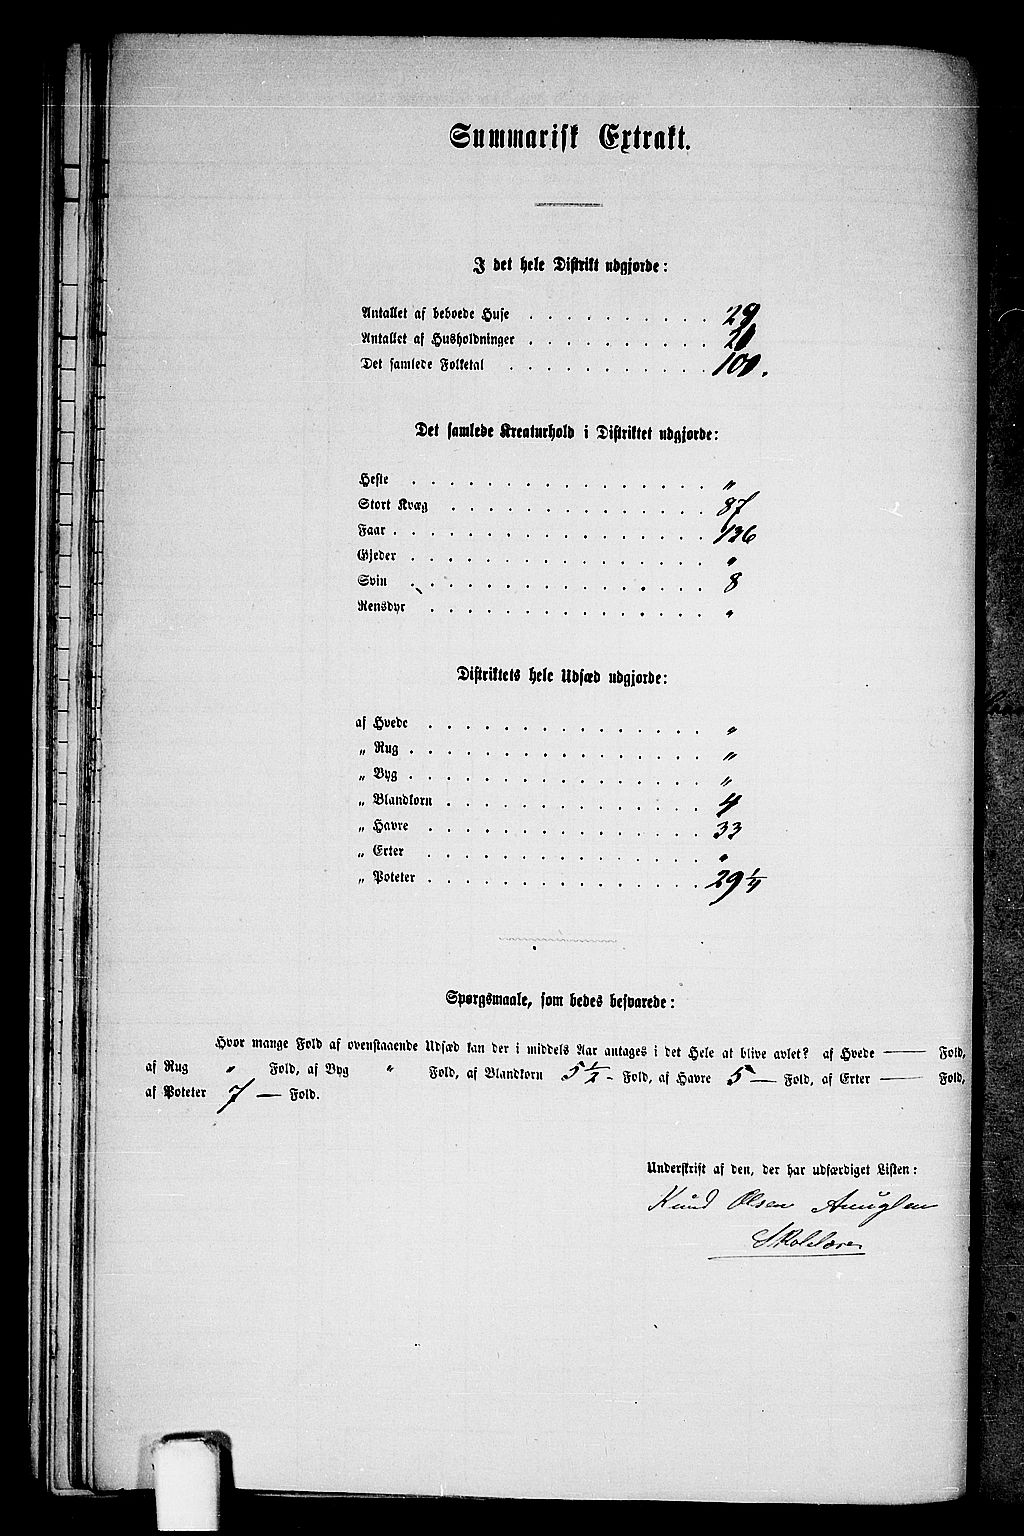 Summarisk Extrakt.
I det hele Distrikt udgjorde:
Antallet af beboede Huse . . . . . . . . . . 29
Antallet af Husholdninger . . . . . . . . . .
Det samlede Folketal . . . . . . . . . . . 100.
Det samlede Kreaturhold i Distriktet udgjorde:
Heste . . . . . . . . . . . . . . . . "
Stort Kvæg . . . . . . . . . . . . . . 87
Faar . . . . . . . . . . . . . . . . . 136
Gjeder . . . . . . . . . . . . . . . . "
Svin . . . . . . . . . . . . . . . . 8
Rensdyr . . . . . . . . . . . . . . . "
Distriktets hele Udsæd udgjorde:
af Hvede . . . . . . . . . . . . . . . "
„ Rug . . . . . . . . . . . . . . . . "
„ Byg . . . . . . . . . . . . . . . . "
„ Blandkorn . . . . . . . . . . . . . . 4
„ Havre . . . . . . . . . . . . . . . 33
„ Erter . . . . . . . . . . . . . . . "
„ Poteter . . . . . . . . . . . . . . . 29 1/4
Spørgsmaale, som bedes besvarede:
Hvor mange Fold af ovenstaaende Udsæd kan der i middels Aar antages i det Hele at blive avlet? af Hvede — Fold,
af Rug " Fold, af Byg " Fold, af Blandkorn 5 1/2 - Fold, af Havre 5 — Fold, af Erter — Fold,
af Poteter 7 — Fold.
Underskrift af den, der har udfærdiget Listen:
Knud Olsen
Skolelærer